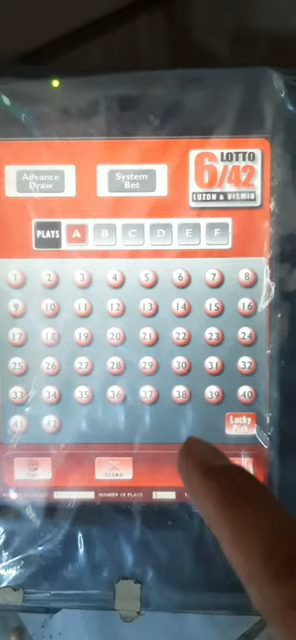 Advance Draw
System Bet
LOTTO
6/42
LUZON & VISMIN
PLAYS A B C D E F
1 2 3 4 5 6 7 8
9 10 11 12 13 14 15 16
17 18 19 20 21 22 23 24
25 26 27 28 29 30 31 32
33 34 35 36 37 38 39 40
41 42
Lucky Pick
CLEAR
NUMBER OF PLAYS